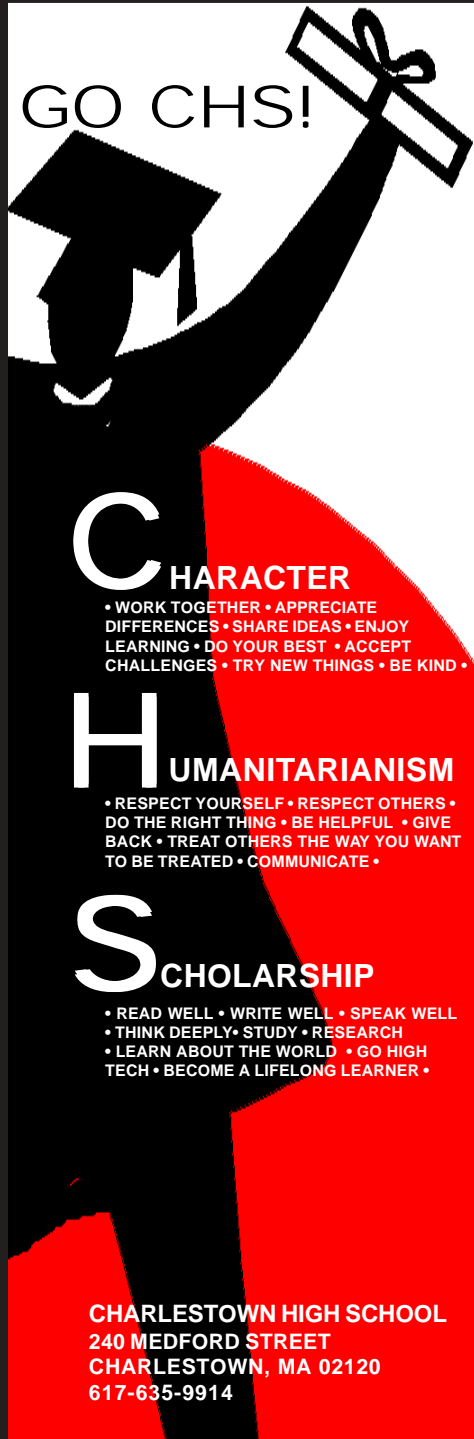 GO CHS!
CHARACTER
• WORK TOGETHER • APPRECIATE
DIFFERENCES • SHARE IDEAS • ENJOY
LEARNING • DO YOUR BEST • ACCEPT
CHALLENGES • TRY NEW THINGS • BE KIND •
HUMANITARIANISM
• RESPECT YOURSELF • RESPECT OTHERS •
DO THE RIGHT THING • BE HELPFUL • GIVE
BACK • TREAT OTHERS THE WAY YOU WANT
TO BE TREATED • COMMUNICATE •
SCHOLARSHIP
• READ WELL • WRITE WELL • SPEAK WELL
• THINK DEEPLY• STUDY • RESEARCH
• LEARN ABOUT THE WORLD • GO HIGH
TECH • BECOME A LIFELONG LEARNER •
CHARLESTOWN HIGH SCHOOL
240 MEDFORD STREET
CHARLESTOWN, MA 02120
617-635-9914